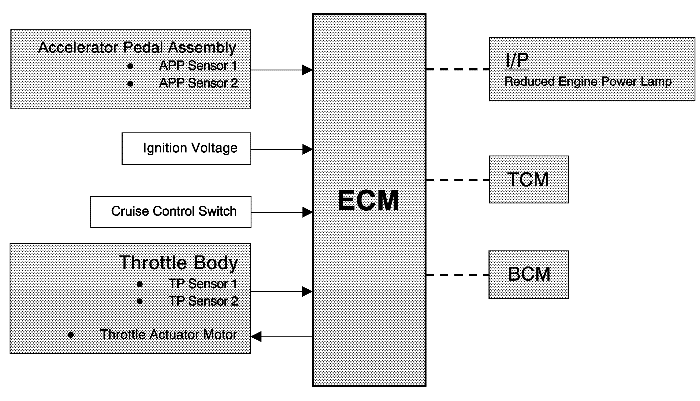 Accelerator Pedal Assembly
• APP Sensor 1
• APP Sensor 2
Ignition Voltage
Cruise Control Switch
Throttle Body
• TP Sensor 1
• TP Sensor 2
• Throttle Actuator Motor
ECM
I/P
Reduced Engine Power Lamp
TCM
BCM